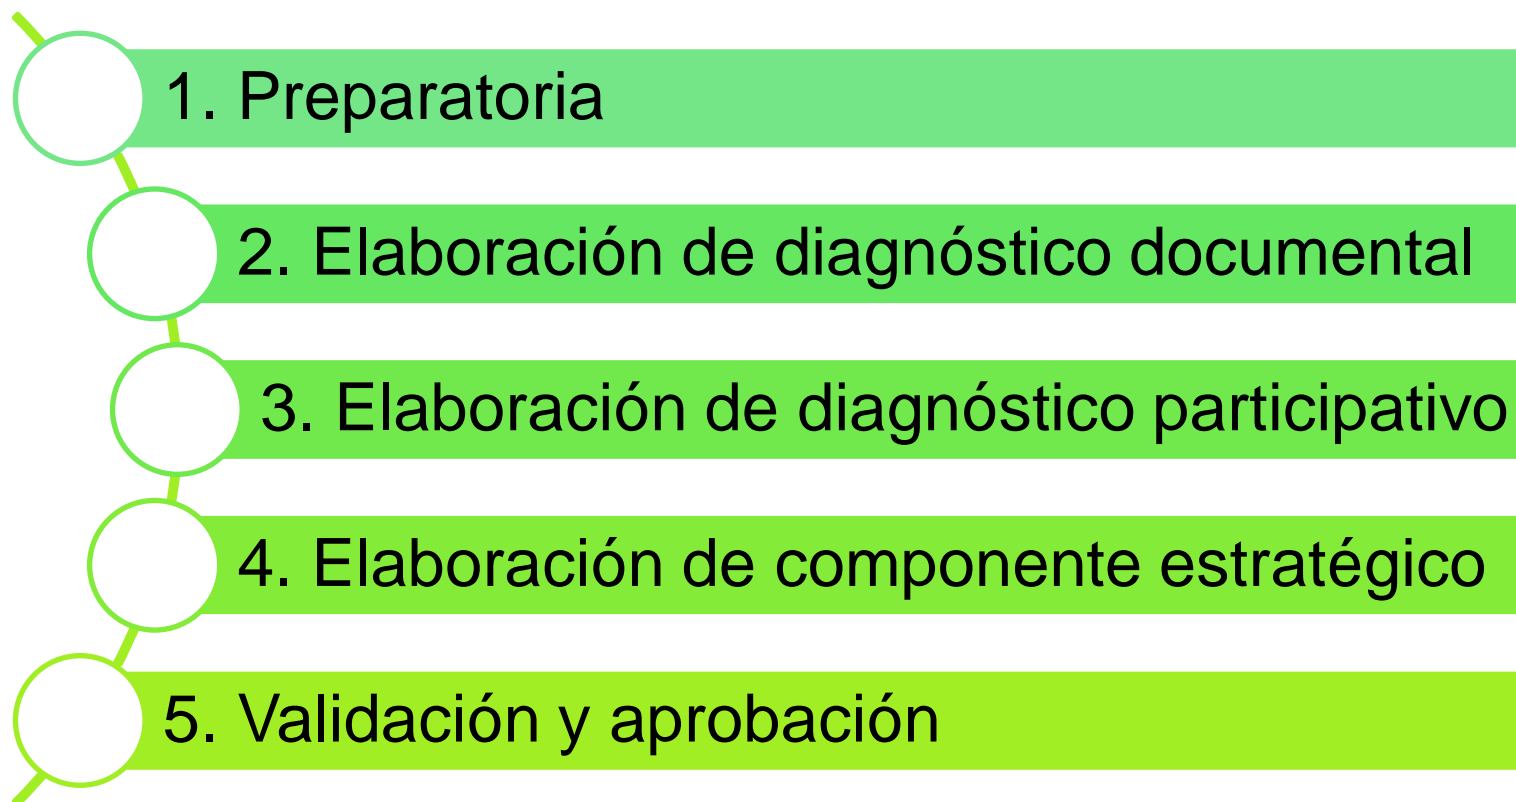 1. Preparatoria
2. Elaboración de diagnóstico documental
3. Elaboración de diagnóstico participativo
4. Elaboración de componente estratégico
5. Validación y aprobación